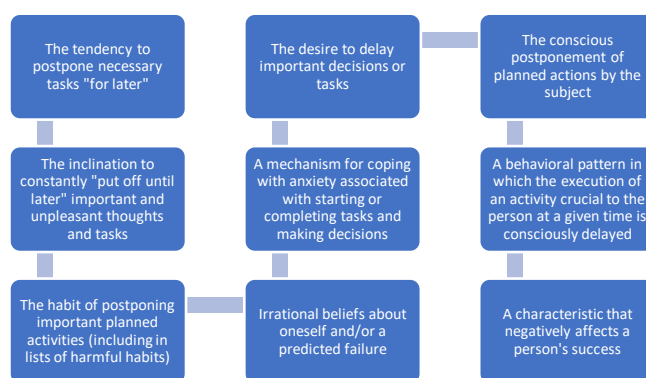 The tendency to
postpone necessary
tasks "for later"
The inclination to
constantly "put off until
later" important and
unpleasant thoughts
and tasks
The habit of postponing
important planned
activities (including in
lists of harmful habits)
Irrational beliefs about
oneself and/or a
predicted failure
A mechanism for coping
with anxiety associated
with starting or
completing tasks and
making decisions
The desire to delay
important decisions or
tasks
The conscious
postponement of
planned actions by the
subject
A behavioral pattern in
which the execution of
an activity crucial to the
person at a given time is
consciously delayed
A characteristic that
negatively affects a
person's success